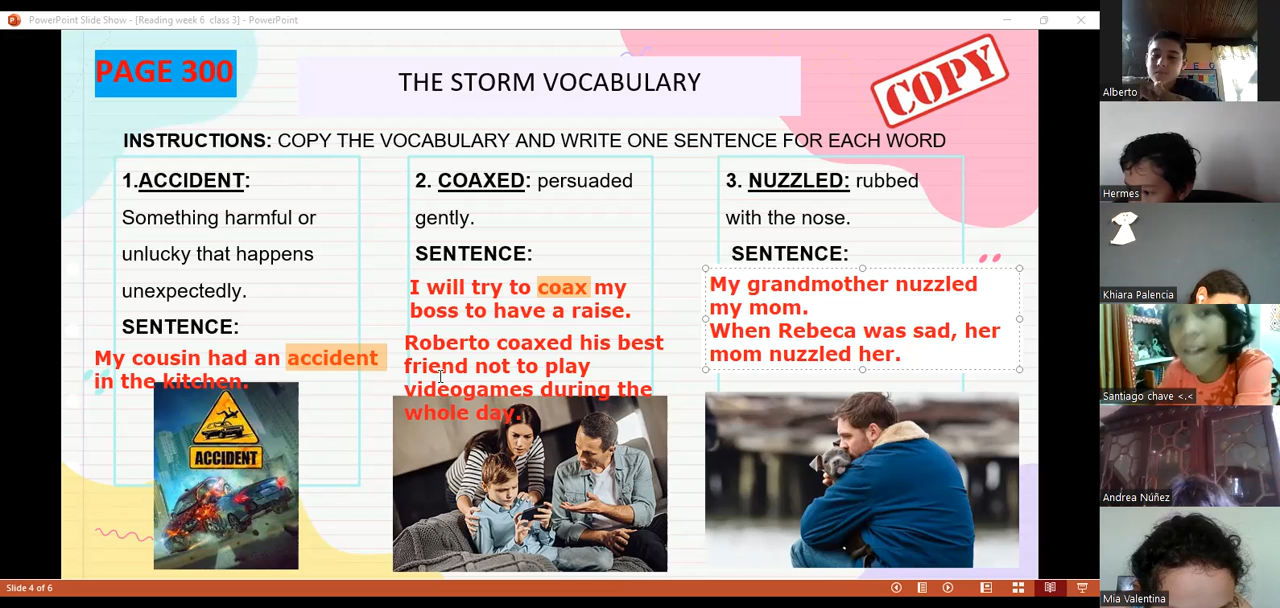 PowerPoint Slide Show - [Reading week 6 class 3] - PowerPoint
PAGE 300
THE STORM VOCABULARY
COPY
INSTRUCTIONS: COPY THE VOCABULARY AND WRITE ONE SENTENCE FOR EACH WORD
1.ACCIDENT:
Something harmful or
unlucky that happens
unexpectedly.
SENTENCE:
My cousin had an accident
in the kitchen.
ACCIDENT
2. COAXED: persuaded
gently.
SENTENCE:
I will try to coax my
boss to have a raise.
Roberto coaxed his best
friend not to play
videogames during the
whole day.
3. NUZZLED: rubbed
with the nose.
SENTENCE:
My grandmother nuzzled
my mom.
When Rebeca was sad, her
mom nuzzled her.
Slide 4 of 6
Alberto
Hermes
Khiara Palencia
Santiago chave <.<
Andrea Núñez
Mia Valentina